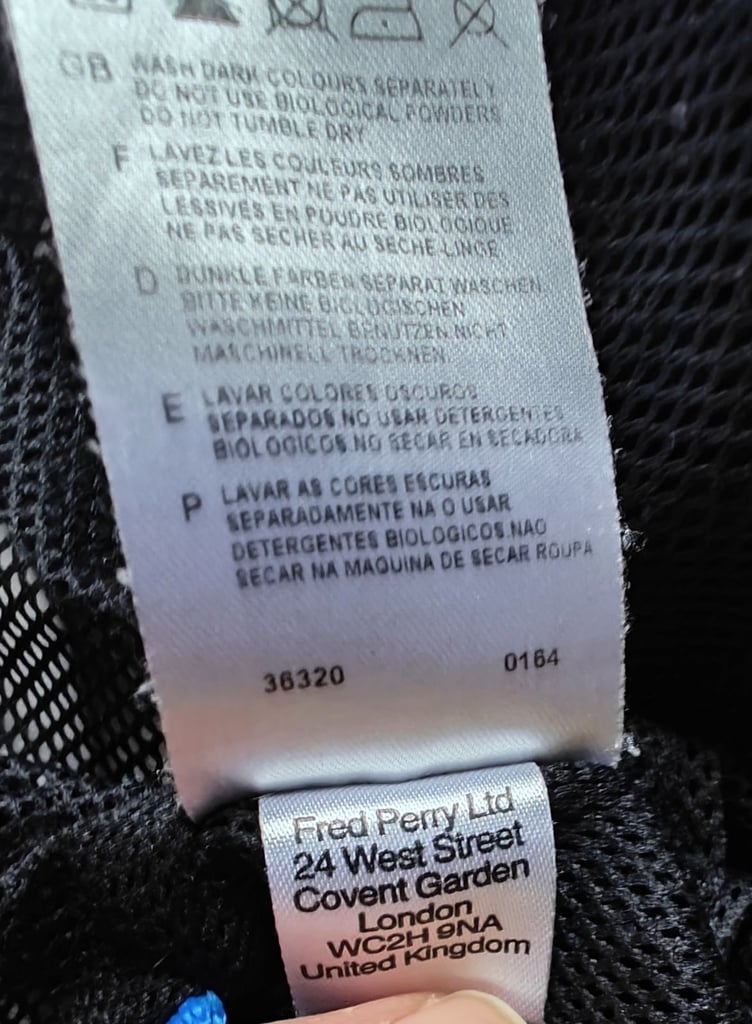 GB WASH DARK COLOURS SEPARATELY
DO NOT USE BIOLOGICAL POWDERS
DO NOT TUMBLE DRY
F LAVEZ LES COULEURS SOMBRES
SEPAREMENT NE PAS UTILISER DES
LESSIVES EN POUDRE BIOLOGIQUE
NE PAS SECHER AU SECHE-LINGE
D DUNKLE FARBEN SEPARAT WASCHEN.
BITTE KEINE BIOLOGISCHEN
WASCHMITTEL BENUTZEN.NICHT
MASCHINELL TROCKNEN.
E LAVAR COLORES OSCUROS
SEPARADOS NO USAR DETERGENTES
BIOLOGICOS NO SECAR EN SECADORA
P LAVAR AS CORES ESCURAS
SEPARADAMENTE NA O USAR
DETERGENTES BIOLOGICOS.NAO
SECAR NA MAQUINA DE SECAR ROUPA
36320 0164
Fred Perry Ltd
24 West Street
Covent Garden
London
WC2H 9NA
United Kingdom